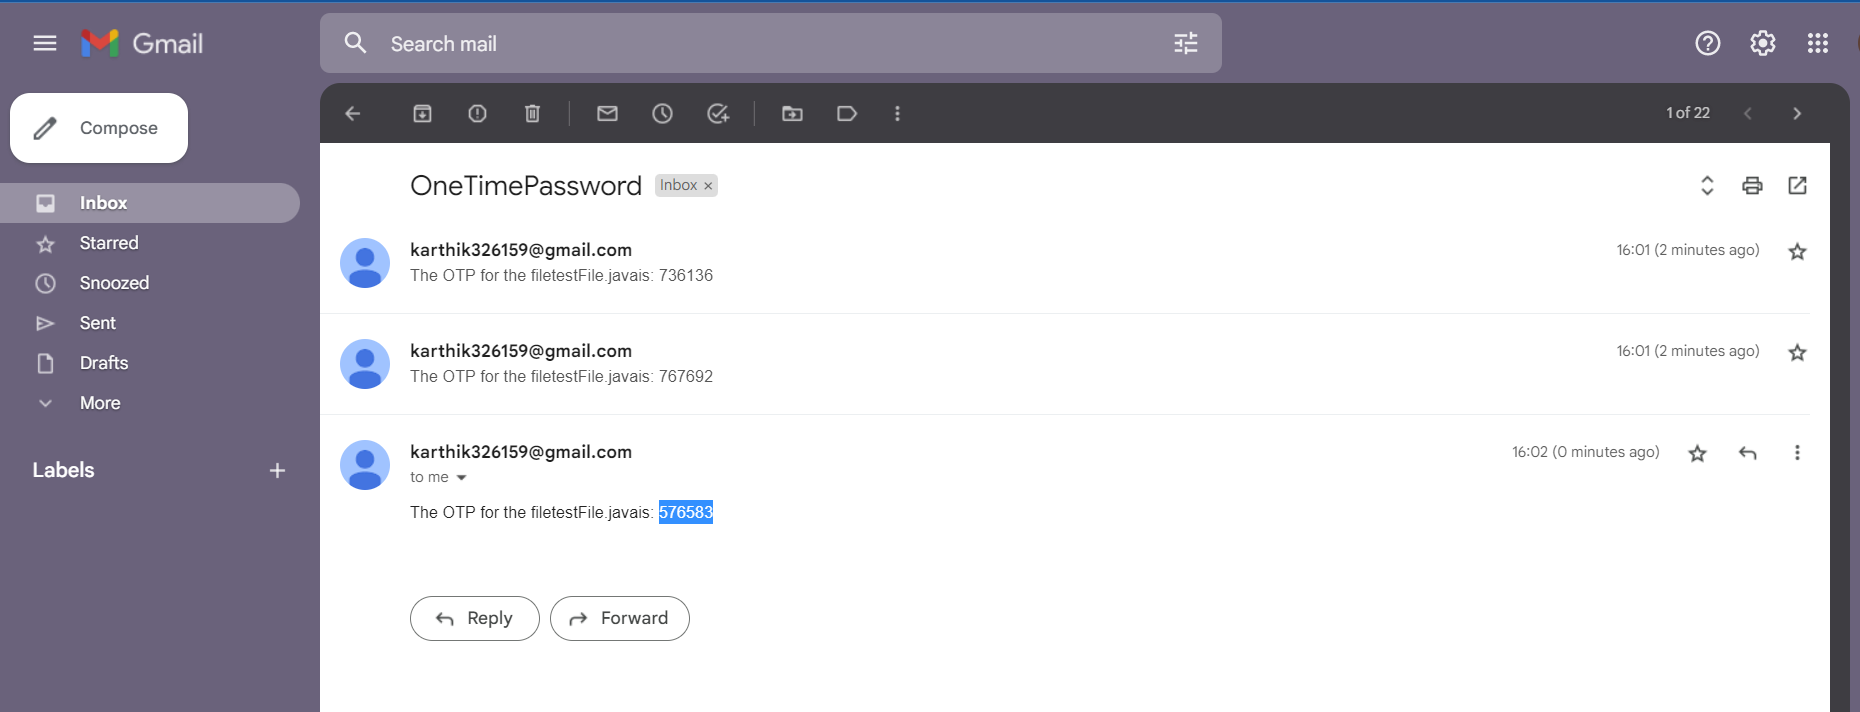 Gmail
Search mail
Compose
1 of 22
Inbox
Starred
Snoozed
Sent
Drafts
More
Labels
OneTimePassword Inbox ×
karthik326159@gmail.com 16:01 (2 minutes ago)
The OTP for the filetestFile.javais: 736136
karthik326159@gmail.com 16:01 (2 minutes ago)
The OTP for the filetestFile.javais: 767692
karthik326159@gmail.com 16:02 (0 minutes ago)
to me
The OTP for the filetestFile.javais: 576583
Reply Forward